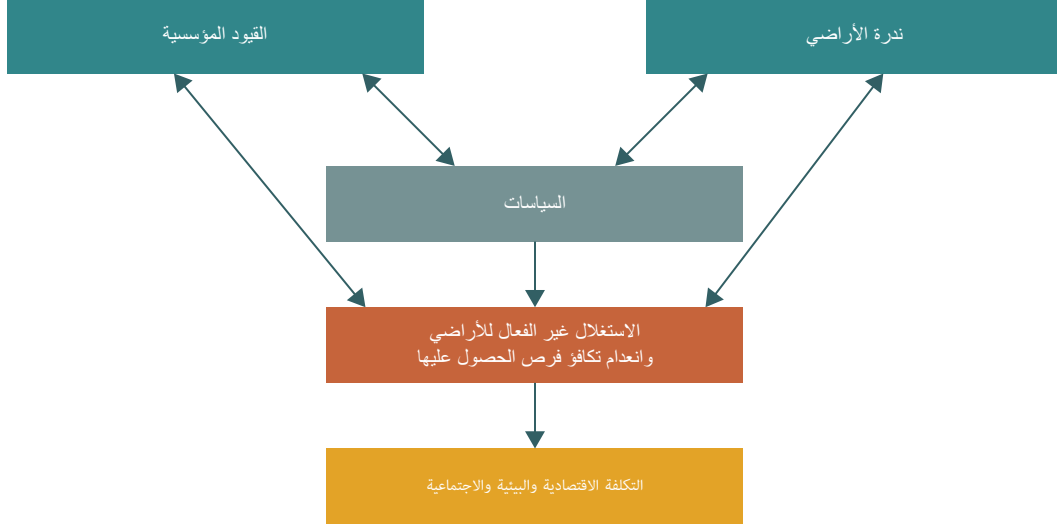 ندرة الأراضي
القيود المؤسسية
السياسات
الاستغلال غير الفعال للأراضي
وانعدام تكافؤ فرص الحصول عليها
التكلفة الاقتصادية والبيئية والاجتماعية